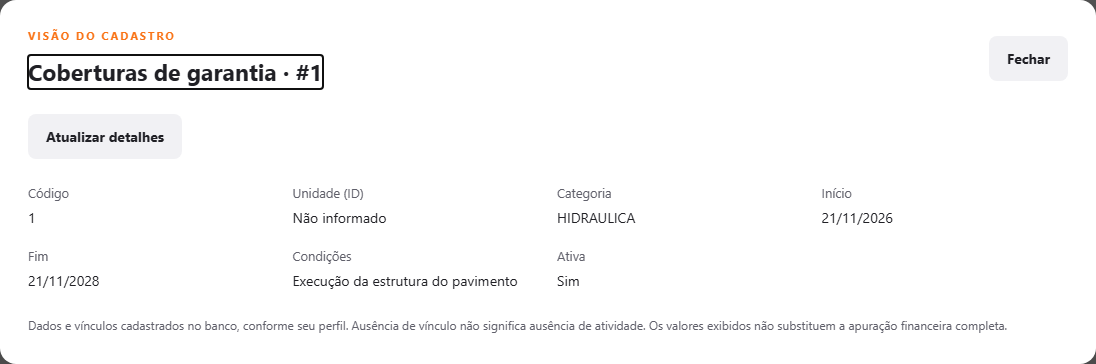 VISÃO DO CADASTRO
Coberturas de garantia · #1
Fechar
Atualizar detalhes
Código
1
Unidade (ID)
Não informado
Categoria
HIDRAULICA
Início
21/11/2026
Fim
21/11/2028
Condições
Execução da estrutura do pavimento
Ativa
Sim
Dados e vínculos cadastrados no banco, conforme seu perfil. Ausência de vínculo não significa ausência de atividade. Os valores exibidos não substituem a apuração financeira completa.